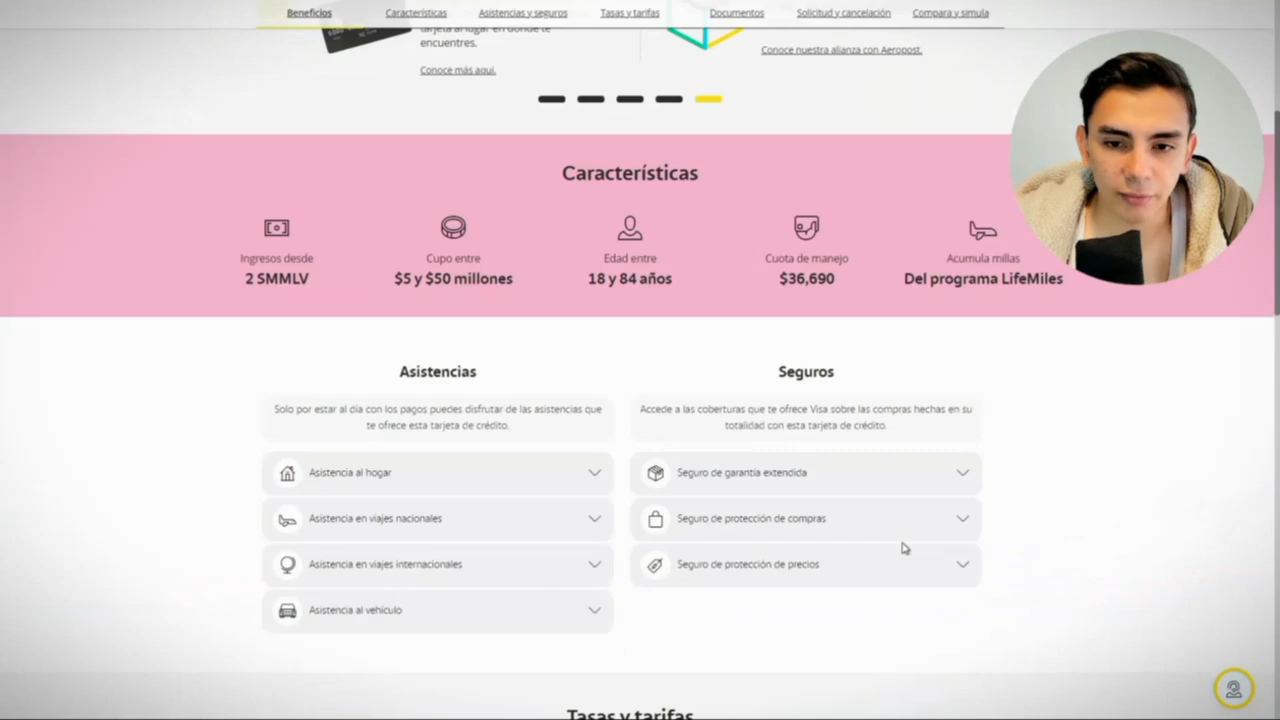 Beneficios
Características
Asistencias y seguros
Tasas y tarifas
Documentos
Solicitud y cancelación
Compara y simula
tarjeta al lugar en donde te
encuentres.
Conoce más aquí.
Conoce nuestra alianza con Aeropost.
Características
Ingresos desde
2 SMMLV
Cupo entre
$5 y $50 millones
Edad entre
18 y 84 años
Cuota de manejo
$36,690
Acumula millas
Del programa LifeMiles
Asistencias
Solo por estar al día con los pagos puedes disfrutar de las asistencias que
te ofrece esta tarjeta de crédito.
Asistencia al hogar
Asistencia en viajes nacionales
Asistencia en viajes internacionales
Asistencia al vehículo
Seguros
Accede a las coberturas que te ofrece Visa sobre las compras hechas en su
totalidad con esta tarjeta de crédito.
Seguro de garantía extendida
Seguro de protección de compras
Seguro de protección de precios
Tasas y tarifas